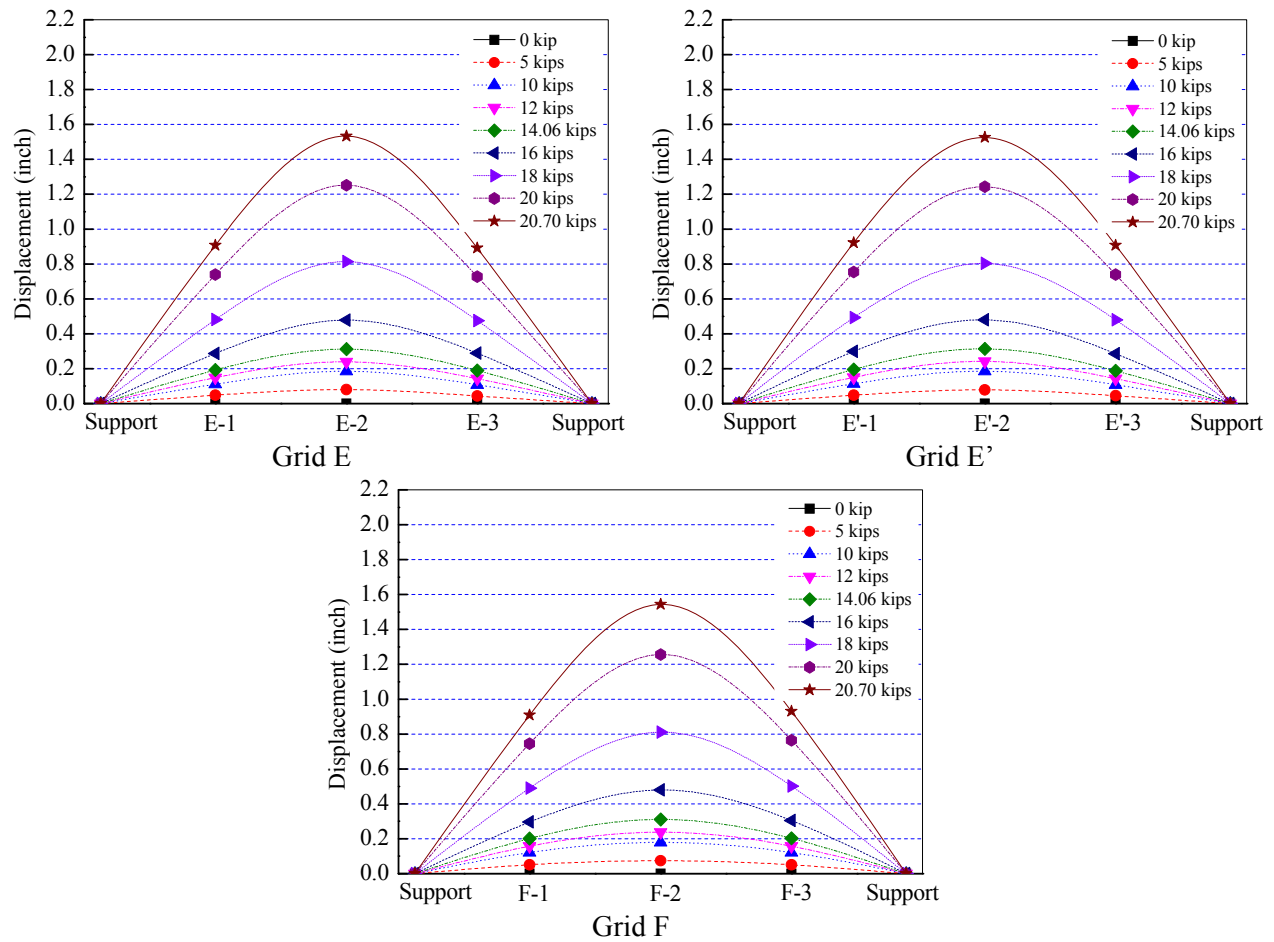 2.2
2.0
1.8
1.6
1.4
1.2
1.0
0.8
0.6
0.4
0.2
0.0
Displacement (inch)
0 kip
5 kips
10 kips
12 kips
14.06 kips
16 kips
18 kips
20 kips
20.70 kips
Support E-1 E-2 E-3 Support
Grid E
2.2
2.0
1.8
1.6
1.4
1.2
1.0
0.8
0.6
0.4
0.2
0.0
Displacement (inch)
0 kip
5 kips
10 kips
12 kips
14.06 kips
16 kips
18 kips
20 kips
20.70 kips
Support E'-1 E'-2 E'-3 Support
Grid E’
2.2
2.0
1.8
1.6
1.4
1.2
1.0
0.8
0.6
0.4
0.2
0.0
Displacement (inch)
0 kip
5 kips
10 kips
12 kips
14.06 kips
16 kips
18 kips
20 kips
20.70 kips
Support F-1 F-2 F-3 Support
Grid F